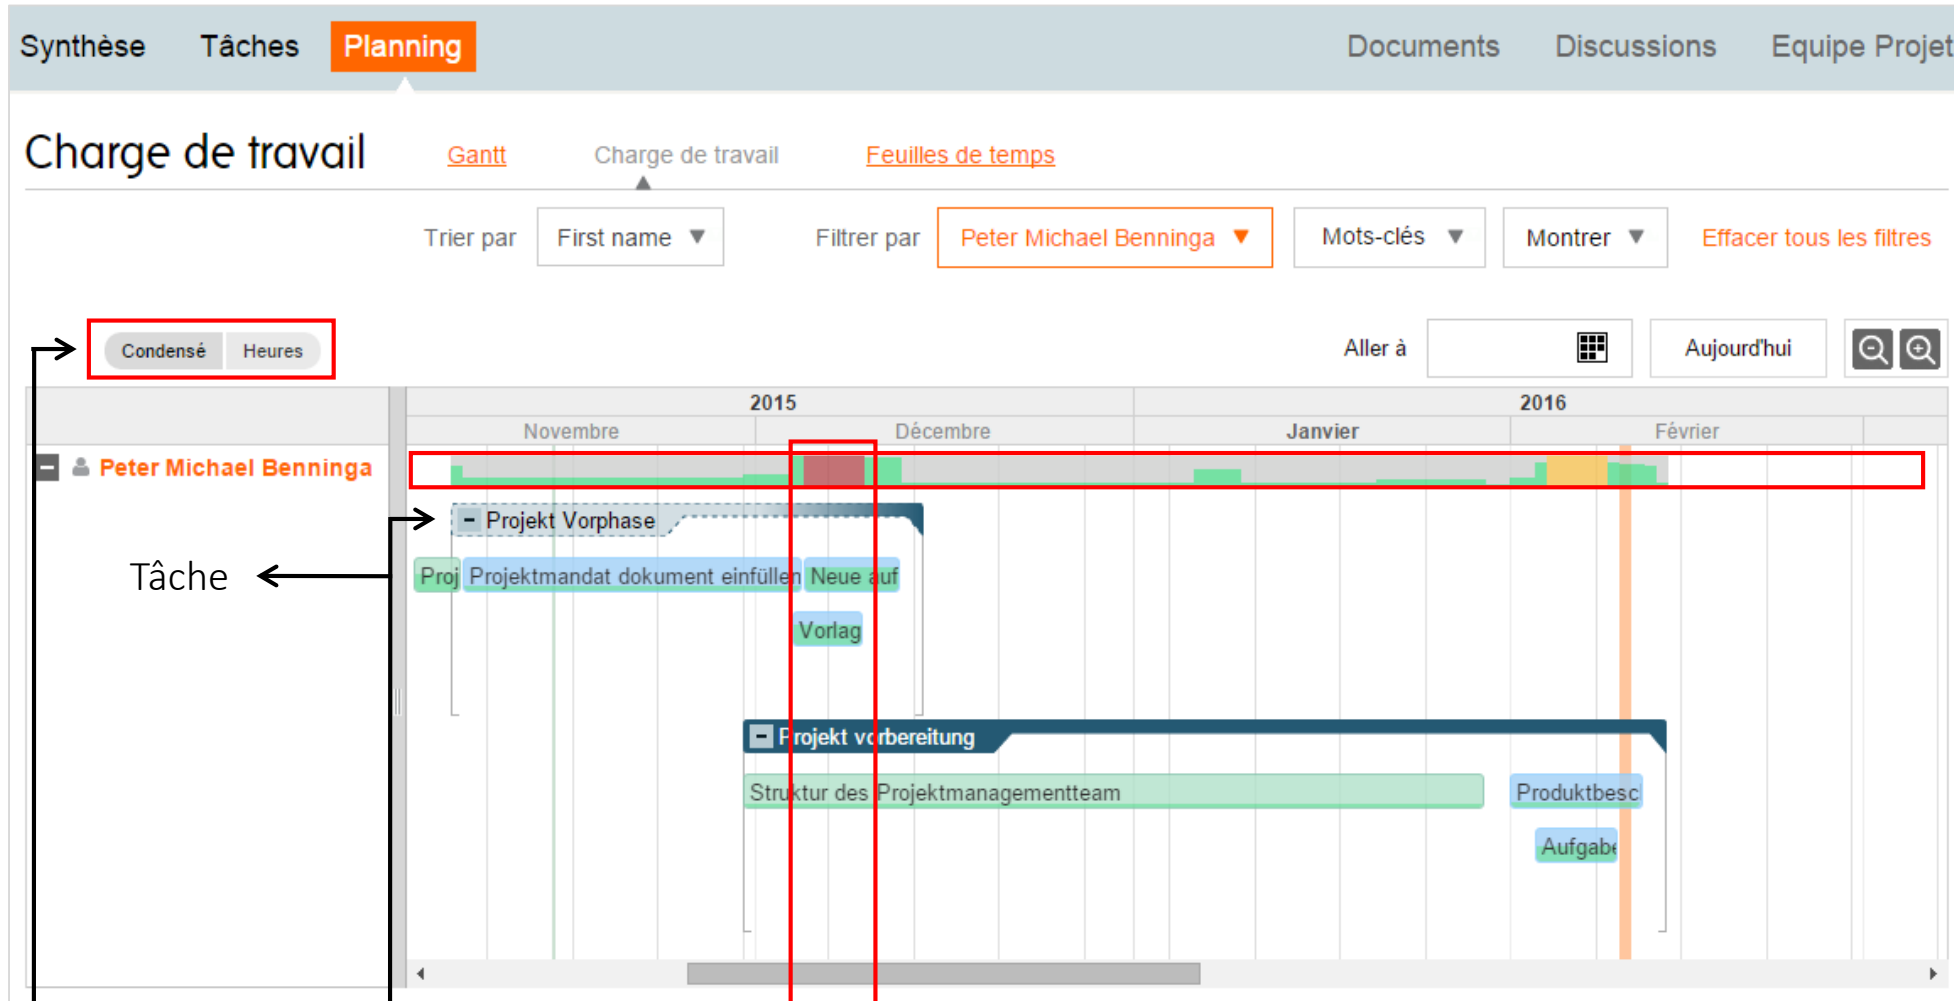 Synthèse Tâches Planning Documents Discussions Equipe Projet
Charge de travail Gantt Charge de travail Feuilles de temps
Trier par First name Filtrer par Peter Michael Benninga Mots-clés Montrer Effacer tous les filtres
Condensé Heures Aller à Aujourd'hui
2015 2016
Novembre Décembre Janvier Février
Peter Michael Benninga
Projekt Vorphase
Tâche
Proj Projektmandat dokument einfüllen Neue auf
Vorlag
Projekt vorbereitung
Struktur des Projektmanagementteam Produktbesc
Aufgabe